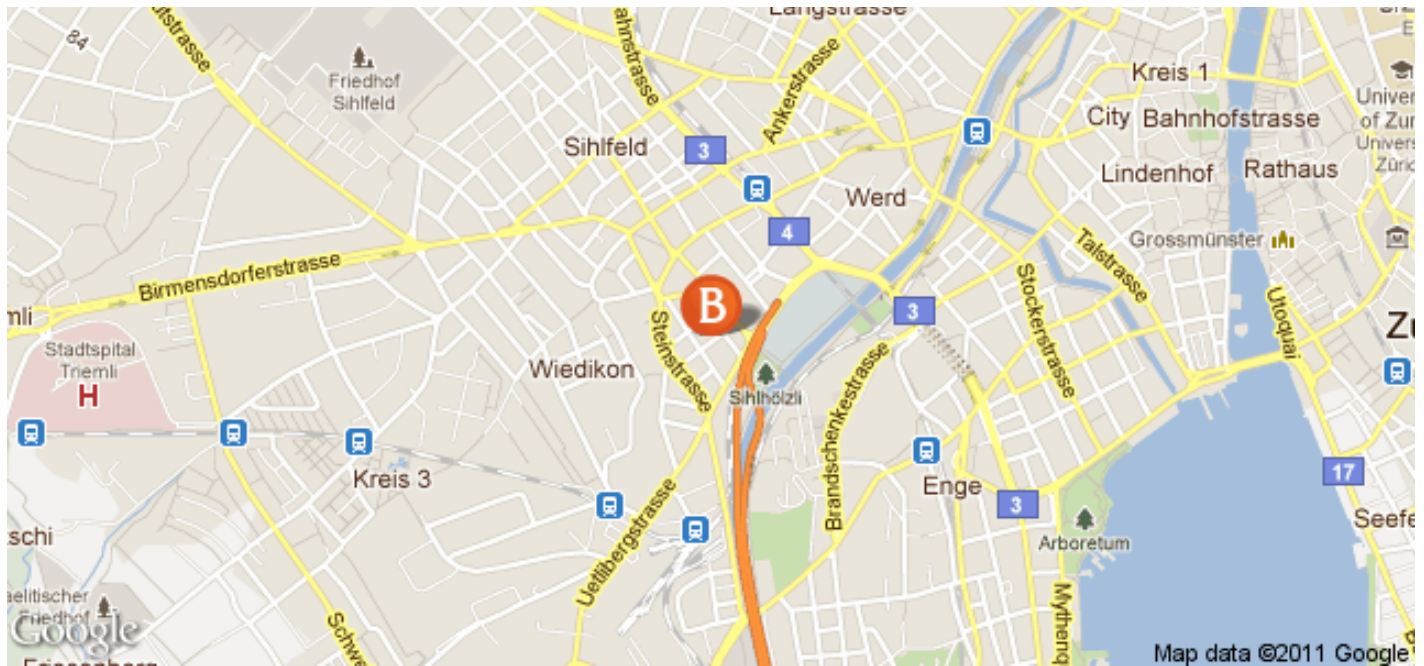 Langstrasse
84
Friedhof
Sihlfeld
Ankerstrasse
Kreis 1
City
Bahnhofstrasse
Sihlfeld
3
Lindenhof
Rathaus
Werd
4
Grossmünster
Talstrasse
Birmensdorferstrasse
Stockerstrasse
B
3
Utoquai
Steinstrasse
Stadtspital
Triemli
H
Wiedikon
Sihlhölzli
Brandschenkestrasse
Kreis 3
Enge
17
3
Uetlibergstrasse
Arboretum
Google
Map data ©2011 Google